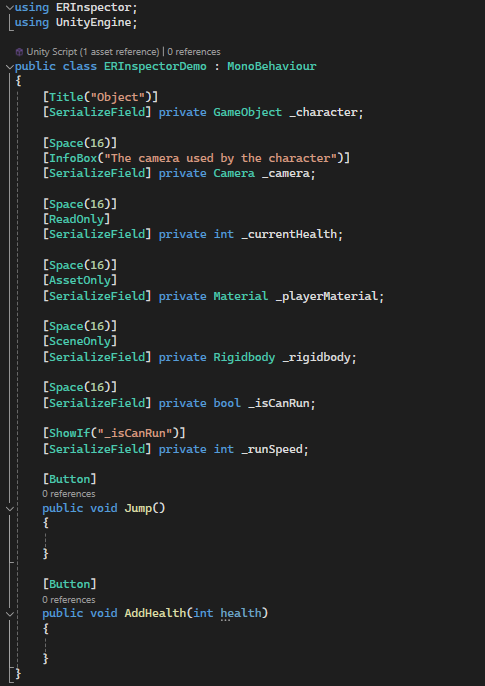 using ERInspector;
using UnityEngine;
Unity Script (1 asset reference) | 0 references
public class ERInspectorDemo : MonoBehaviour
{
[Title("Object")]
[SerializeField] private GameObject _character;
[Space(16)]
[InfoBox("The camera used by the character")]
[SerializeField] private Camera _camera;
[Space(16)]
[ReadOnly]
[SerializeField] private int _currentHealth;
[Space(16)]
[AssetOnly]
[SerializeField] private Material _playerMaterial;
[Space(16)]
[SceneOnly]
[SerializeField] private Rigidbody _rigidbody;
[Space(16)]
[SerializeField] private bool _isCanRun;
[ShowIf("_isCanRun")]
[SerializeField] private int _runSpeed;
[Button]
0 references
public void Jump()
{
}
[Button]
0 references
public void AddHealth(int health)
{
}
}